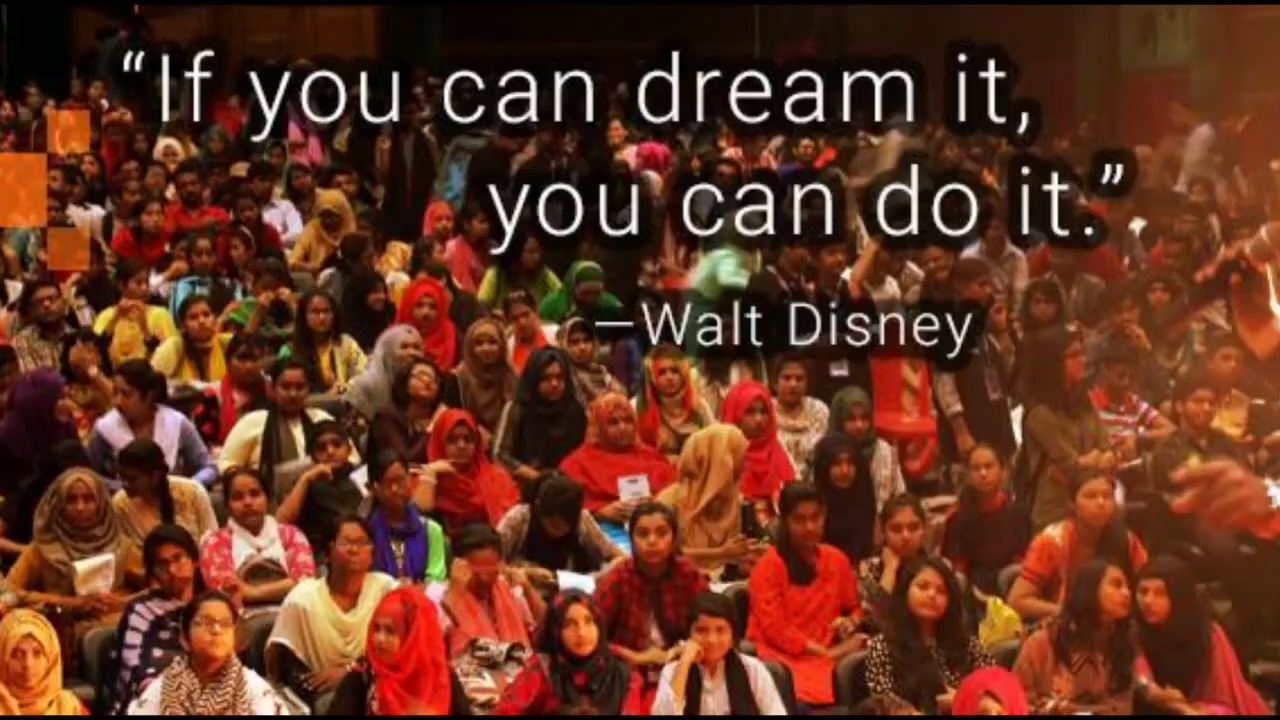 “If you can dream it,
you can do it.”
—Walt Disney